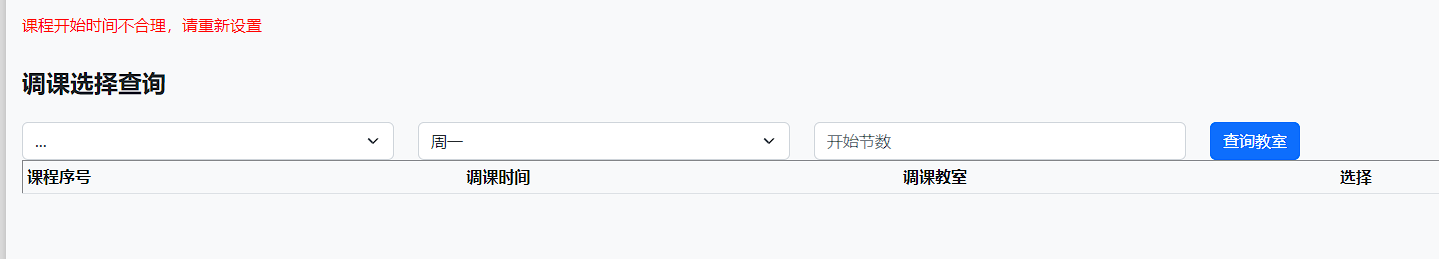 课程开始时间不合理，请重新设置
调课选择查询
... 周一 开始节数 查询教室
课程序号 调课时间 调课教室 选择